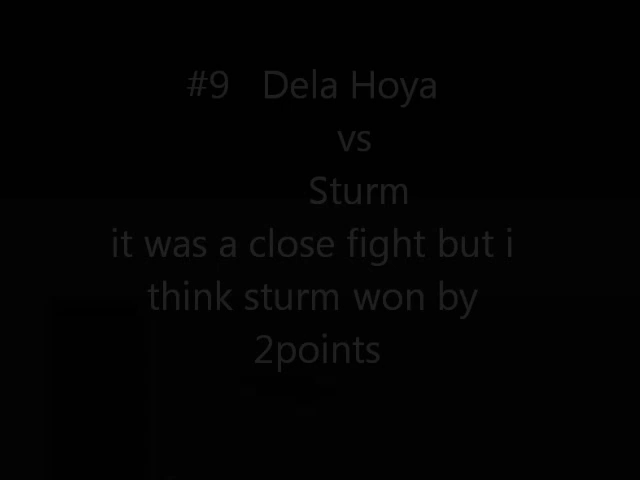 #9 Dela Hoya
vs
Sturm
it was a close fight but i
think sturm won by
2points